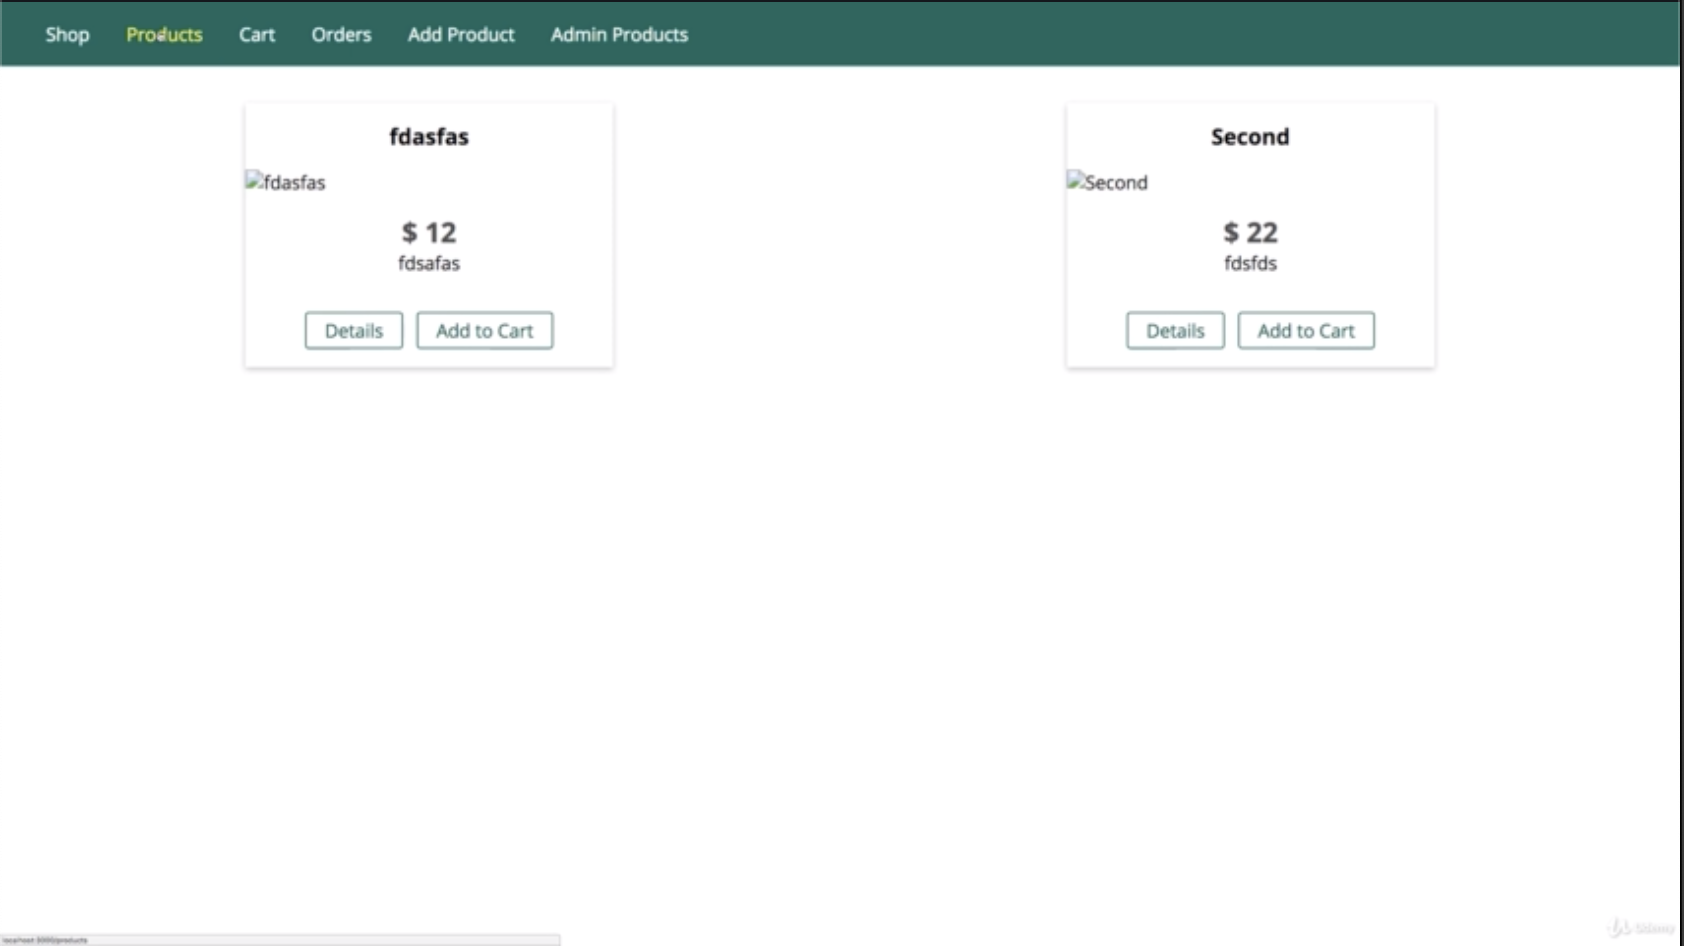 Shop Products Cart Orders Add Product Admin Products
fdasfas
fdasfas
$ 12
fdsafas
Details Add to Cart
Second
Second
$ 22
fdsfds
Details Add to Cart
localhost:3000/products
Udemy